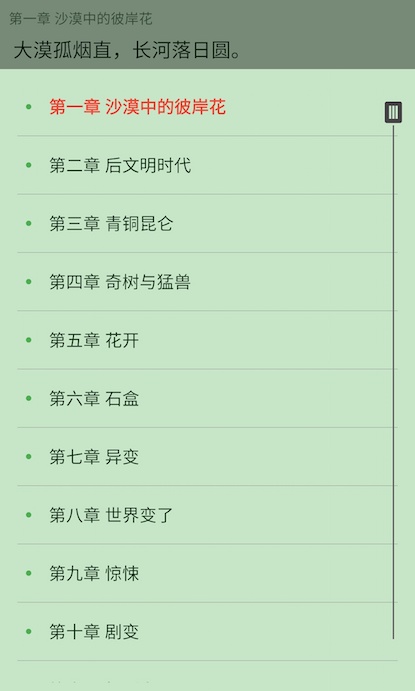 第一章 沙漠中的彼岸花
大漠孤烟直，长河落日圆。
第一章 沙漠中的彼岸花
第二章 后文明时代
第三章 青铜昆仑
第四章 奇树与猛兽
第五章 花开
第六章 石盒
第七章 异变
第八章 世界变了
第九章 惊悚
第十章 剧变